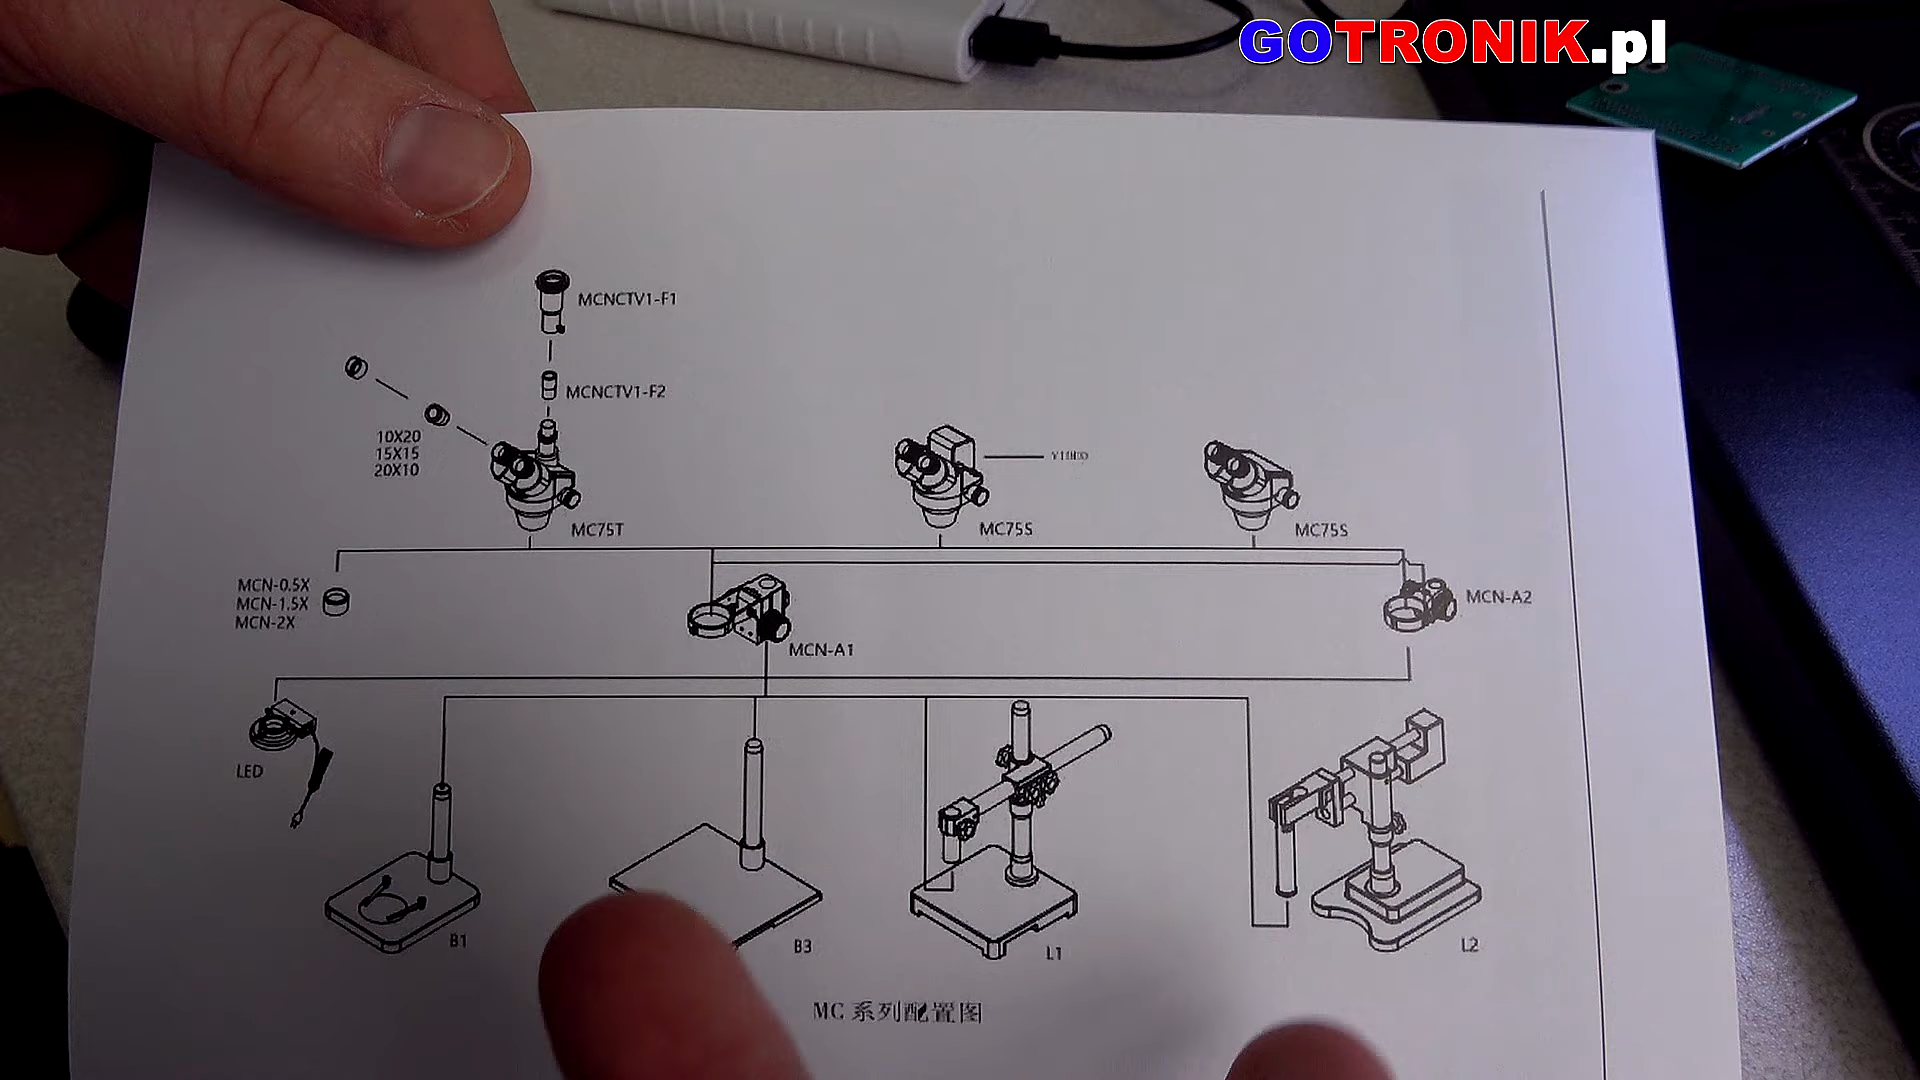 GOTRONIK.pl
MCNCTV1-F1
MCNCTV1-F2
10X20
15X15
20X10
MC75T
MC75S
MC75S
MCN-0.5X
MCN-1.5X
MCN-2X
MCN-A1
MCN-A2
LED
B1
B3
L1
L2
MC 系列配置图